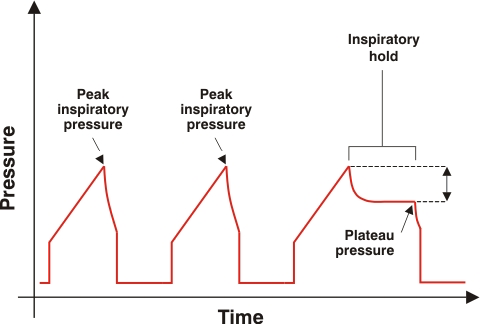 Inspiratory
hold
Peak
inspiratory
pressure
Peak
inspiratory
pressure
Pressure
Plateau
pressure
Time